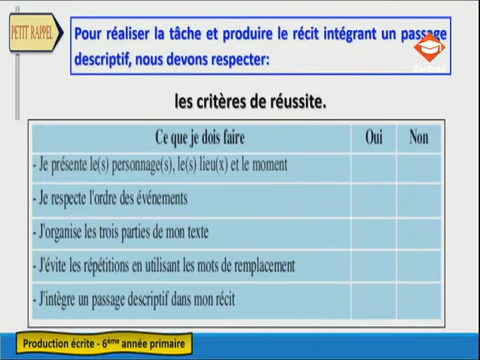 PETIT RAPPEL
Pour réaliser la tâche et produire le récit intégrant un passage
descriptif, nous devons respecter:
les critères de réussite.
Ce que je dois faire Oui Non
- Je présente le(s) personnage(s), le(s) lieu(x) et le moment
- Je respecte l'ordre des événements
- J'organise les trois parties de mon texte
- J'évite les répétitions en utilisant les mots de remplacement
- J'intègre un passage descriptif dans mon récit
Production écrite - 6ème année primaire